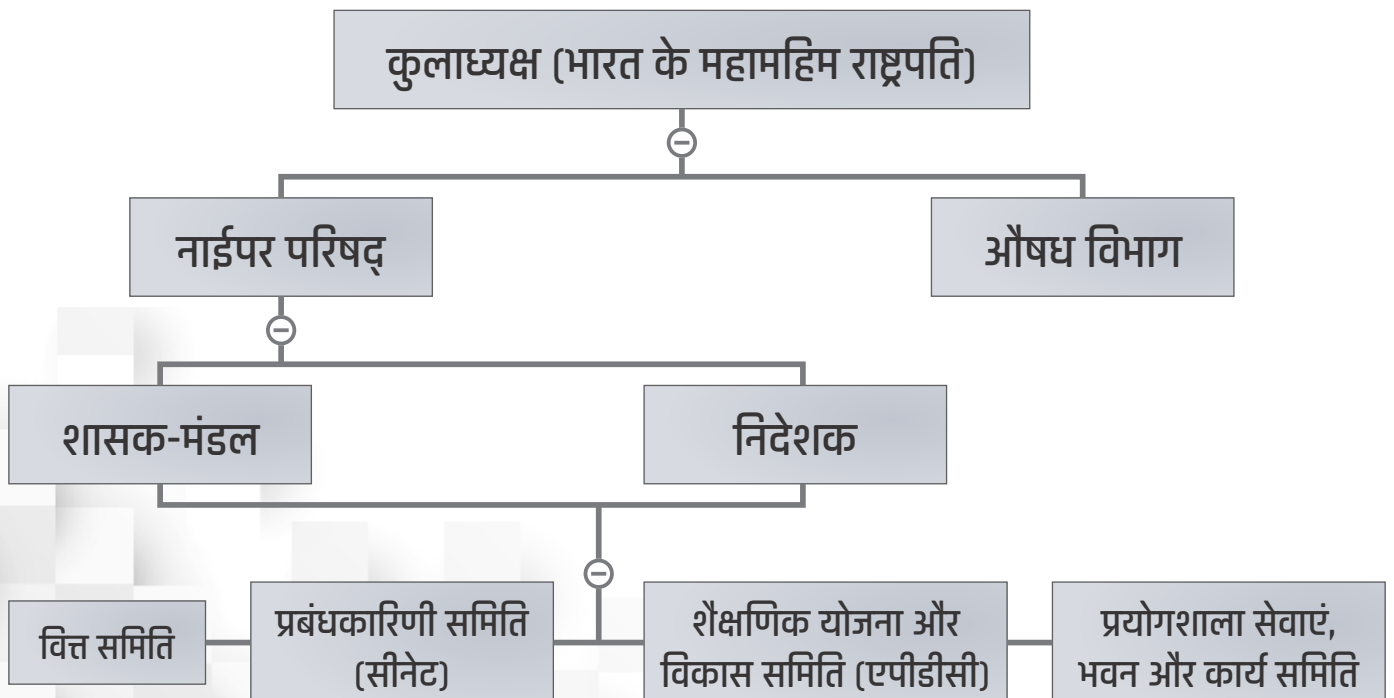 कुलाध्यक्ष (भारत के महामहिम राष्ट्रपति)
नाईपर परिषद्
औषध विभाग
शासक-मंडल
निदेशक
वित्त समिति
प्रबंधकारिणी समिति
(सीनेट)
शैक्षणिक योजना और
विकास समिति (एपीडीसी)
प्रयोगशाला सेवाएं,
भवन और कार्य समिति